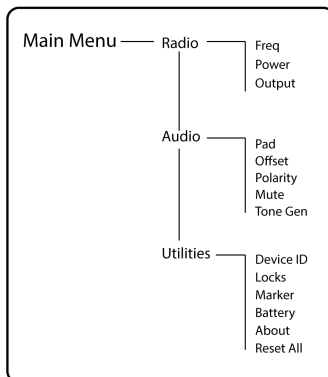 Main Menu
Radio
Freq
Power
Output
Audio
Pad
Offset
Polarity
Mute
Tone Gen
Utilities
Device ID
Locks
Marker
Battery
About
Reset All